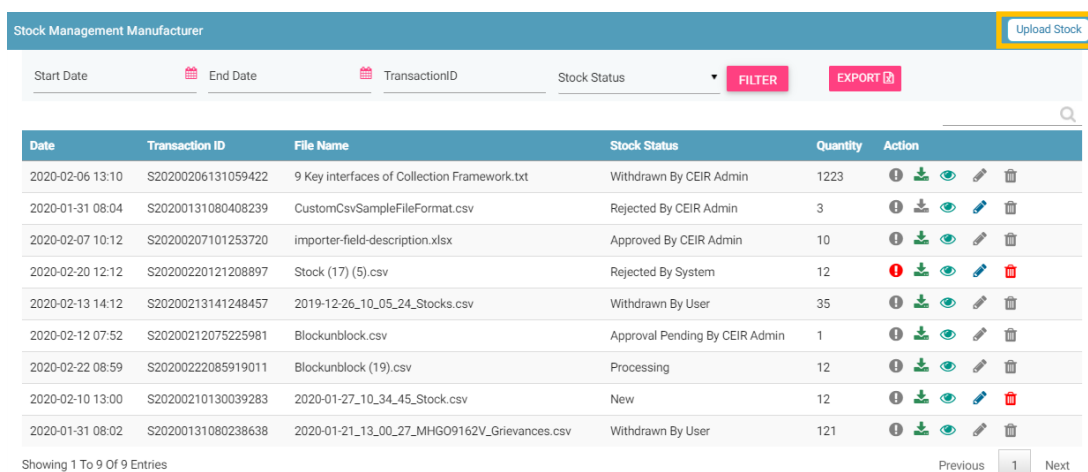 Stock Management Manufacturer Upload Stock
Start Date End Date TransactionID Stock Status FILTER EXPORT
Date Transaction ID File Name Stock Status Quantity Action
2020-02-06 13:10 S20200206131059422 9 Key interfaces of Collection Framework.txt Withdrawn By CEIR Admin 1223
2020-01-31 08:04 S20200131080408239 CustomCsvSampleFileFormat.csv Rejected By CEIR Admin 3
2020-02-07 10:12 S20200207101253720 importer-field-description.xlsx Approved By CEIR Admin 10
2020-02-20 12:12 S20200220121208897 Stock (17) (5).csv Rejected By System 12
2020-02-13 14:12 S20200213141248457 2019-12-26_10_05_24_Stocks.csv Withdrawn By User 35
2020-02-12 07:52 S20200212075225981 Blockunblock.csv Approval Pending By CEIR Admin 1
2020-02-22 08:59 S20200222085919011 Blockunblock (19).csv Processing 12
2020-02-10 13:00 S20200210130039283 2020-01-27_10_34_45_Stock.csv New 12
2020-01-31 08:02 S20200131080238638 2020-01-21_13_00_27_MHGO9162V_Grievances.csv Withdrawn By User 121
Showing 1 To 9 Of 9 Entries Previous 1 Next